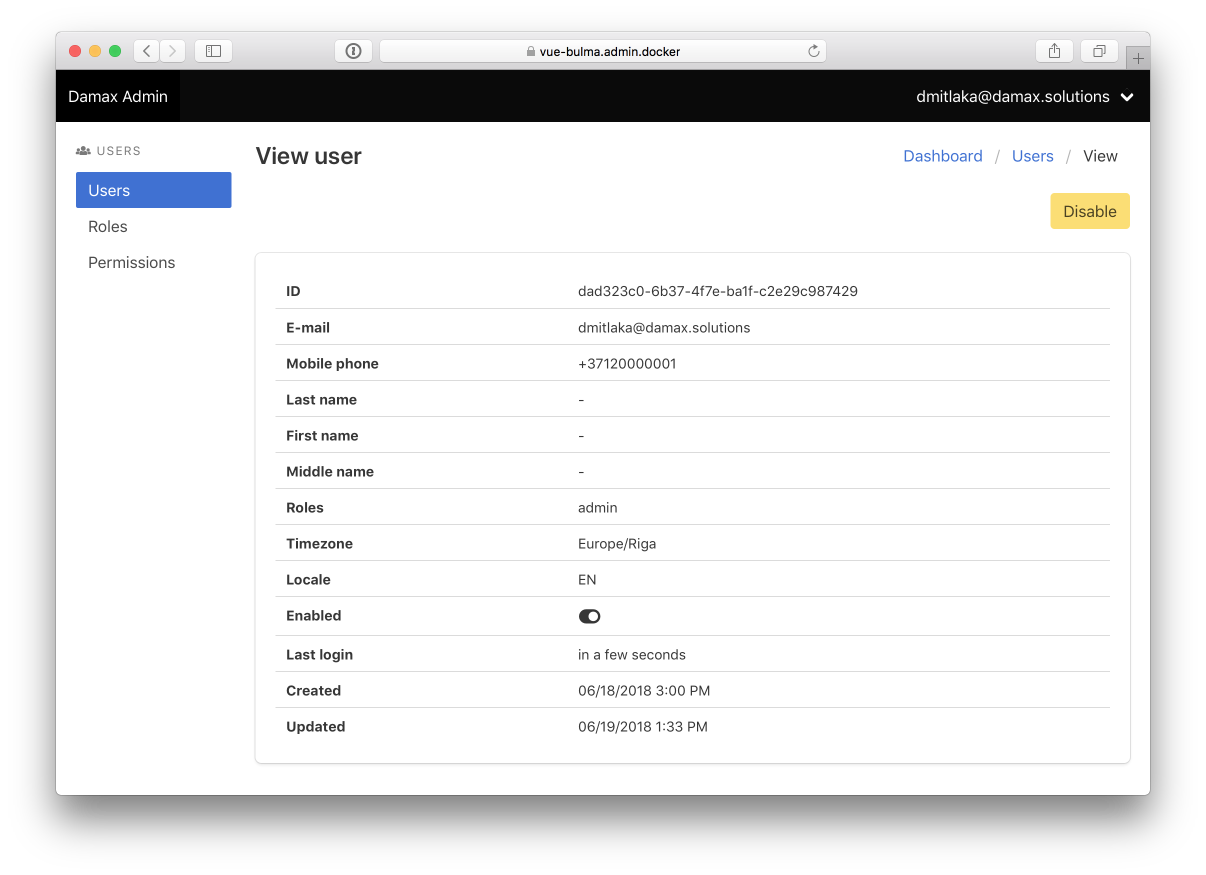 vue-bulma.admin.docker
Damax Admin dmitlaka@damax.solutions
USERS
Users
Roles
Permissions
View user
Dashboard / Users / View
Disable
ID dad323c0-6b37-4f7e-ba1f-c2e29c987429
E-mail dmitlaka@damax.solutions
Mobile phone +37120000001
Last name -
First name -
Middle name -
Roles admin
Timezone Europe/Riga
Locale EN
Enabled
Last login in a few seconds
Created 06/18/2018 3:00 PM
Updated 06/19/2018 1:33 PM